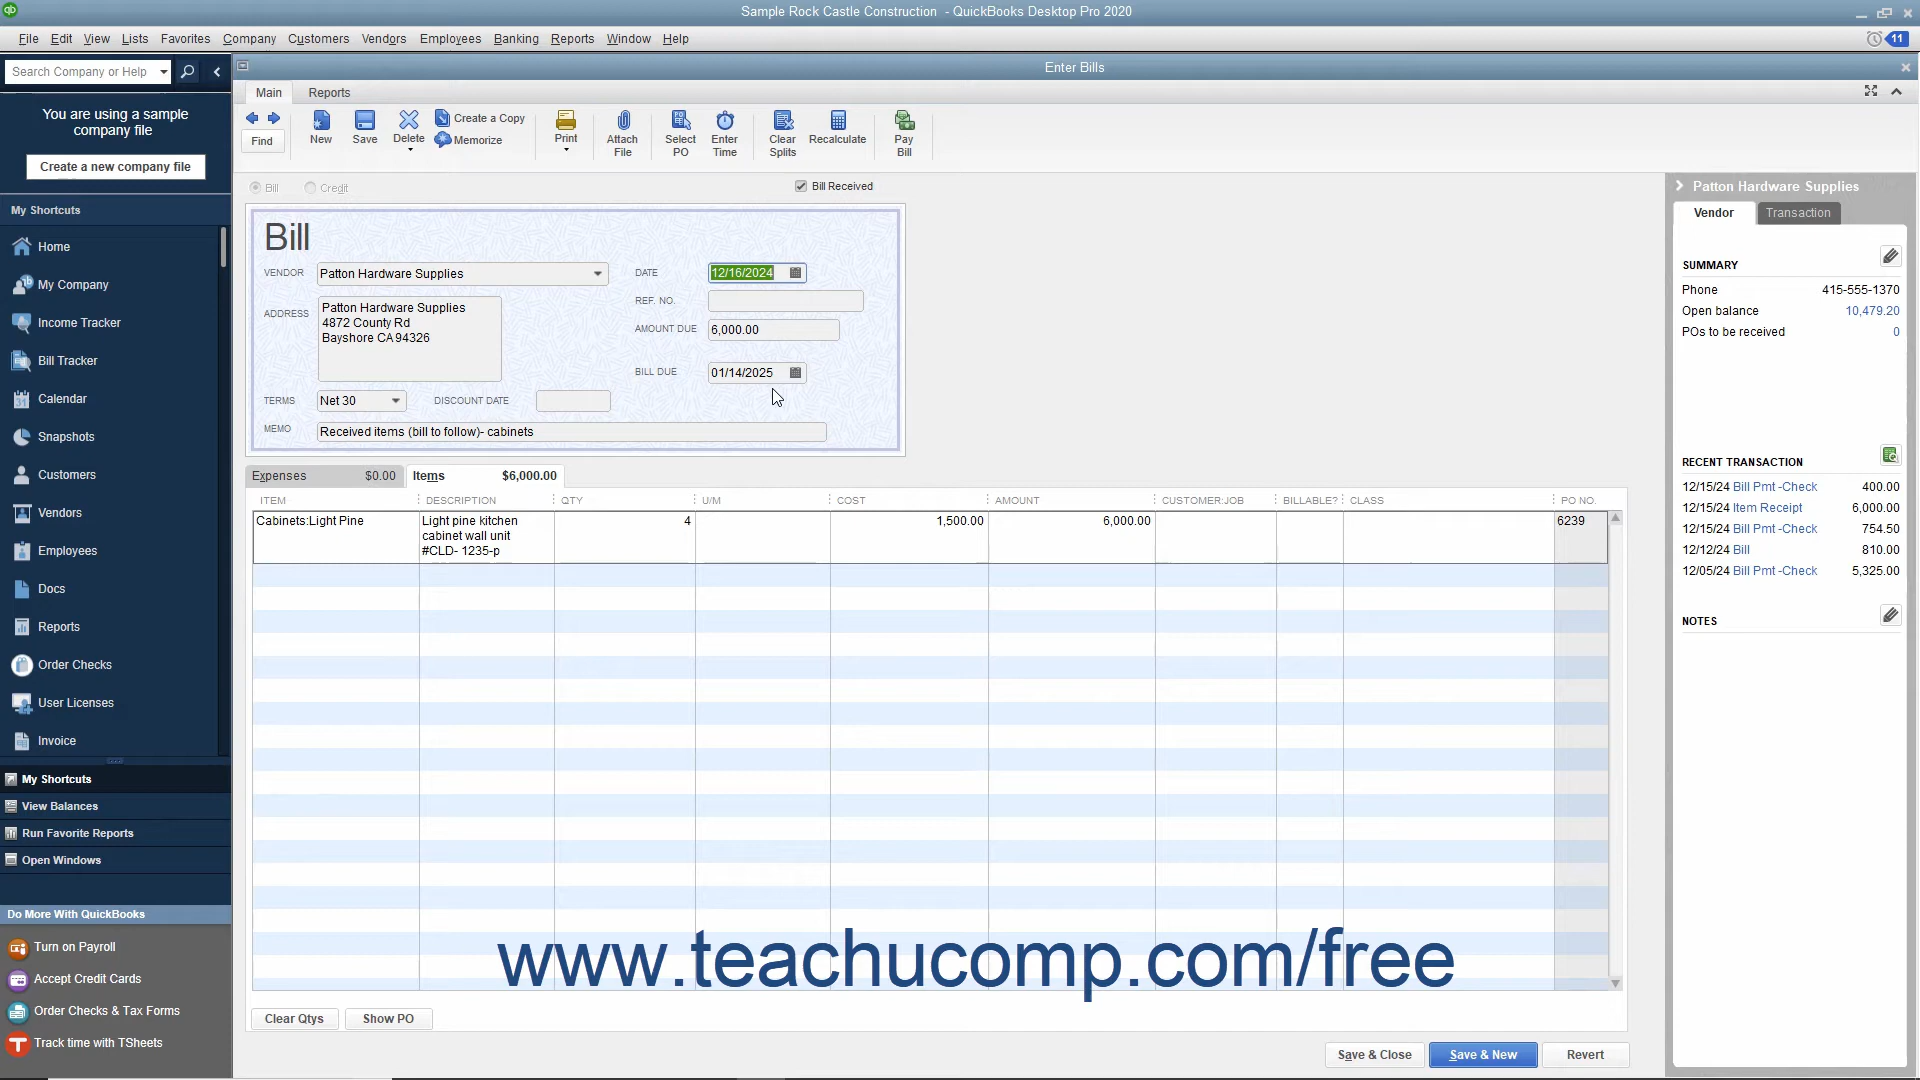 Sample Rock Castle Construction - QuickBooks Desktop Pro 2020
File Edit View Lists Favorites Company Customers Vendors Employees Banking Reports Window Help
11
Search Company or Help
Enter Bills
You are using a sample
company file
Create a new company file
My Shortcuts
Home
My Company
Income Tracker
Bill Tracker
Calendar
Snapshots
Customers
Vendors
Employees
Docs
Reports
Order Checks
User Licenses
Invoice
My Shortcuts
View Balances
Run Favorite Reports
Open Windows
Do More With QuickBooks
Turn on Payroll
Accept Credit Cards
Order Checks & Tax Forms
Track time with TSheets
Main Reports
Find
New
Save
Delete
Create a Copy
Memorize
Print
Attach
File
Select
PO
Enter
Time
Clear
Splits
Recalculate
Pay
Bill
Bill Credit Bill Received
Bill
VENDOR Patton Hardware Supplies
ADDRESS Patton Hardware Supplies
4872 County Rd
Bayshore CA 94326
TERMS Net 30 DISCOUNT DATE
MEMO Received items (bill to follow)- cabinets
DATE 12/16/2024
REF. NO.
AMOUNT DUE 6,000.00
BILL DUE 01/14/2025
Expenses $0.00 Items $6,000.00
ITEM DESCRIPTION QTY U/M COST AMOUNT CUSTOMER:JOB BILLABLE? CLASS PO NO.
Cabinets:Light Pine Light pine kitchen 4 1,500.00 6,000.00 6239
cabinet wall unit
#CLD- 1235-p
www.teachucomp.com/free
Clear Qtys Show PO
Save & Close Save & New Revert
Patton Hardware Supplies
Vendor Transaction
SUMMARY
Phone 415-555-1370
Open balance 10,479.20
POs to be received 0
RECENT TRANSACTION
12/15/24 Bill Pmt -Check 400.00
12/15/24 Item Receipt 6,000.00
12/15/24 Bill Pmt -Check 754.50
12/12/24 Bill 810.00
12/05/24 Bill Pmt -Check 5,325.00
NOTES